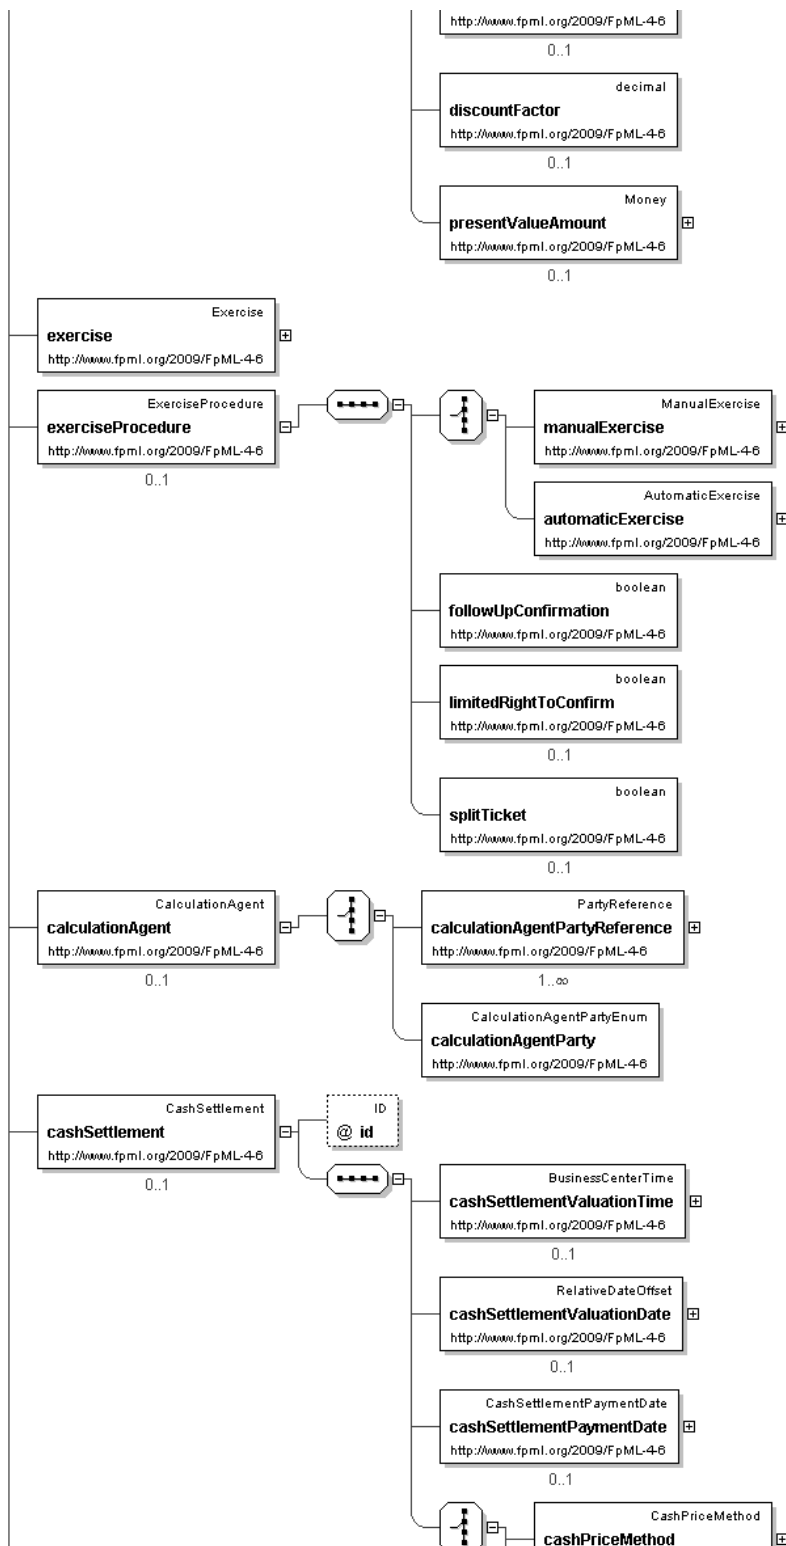 http://www.fpml.org/2009/FpML-4-6
0..1
decimal
discountFactor
http://www.fpml.org/2009/FpML-4-6
0..1
Money
presentValueAmount
http://www.fpml.org/2009/FpML-4-6
0..1
Exercise
exercise
http://www.fpml.org/2009/FpML-4-6
ExerciseProcedure
exerciseProcedure
http://www.fpml.org/2009/FpML-4-6
0..1
ManualExercise
manualExercise
http://www.fpml.org/2009/FpML-4-6
AutomaticExercise
automaticExercise
http://www.fpml.org/2009/FpML-4-6
boolean
followUpConfirmation
http://www.fpml.org/2009/FpML-4-6
boolean
limitedRightToConfirm
http://www.fpml.org/2009/FpML-4-6
0..1
boolean
splitTicket
http://www.fpml.org/2009/FpML-4-6
0..1
CalculationAgent
calculationAgent
http://www.fpml.org/2009/FpML-4-6
0..1
PartyReference
calculationAgentPartyReference
http://www.fpml.org/2009/FpML-4-6
1..∞
CalculationAgentPartyEnum
calculationAgentParty
http://www.fpml.org/2009/FpML-4-6
CashSettlement
cashSettlement
http://www.fpml.org/2009/FpML-4-6
0..1
ID
@ id
BusinessCenterTime
cashSettlementValuationTime
http://www.fpml.org/2009/FpML-4-6
0..1
RelativeDateOffset
cashSettlementValuationDate
http://www.fpml.org/2009/FpML-4-6
0..1
CashSettlementPaymentDate
cashSettlementPaymentDate
http://www.fpml.org/2009/FpML-4-6
0..1
CashPriceMethod
cashPriceMethod